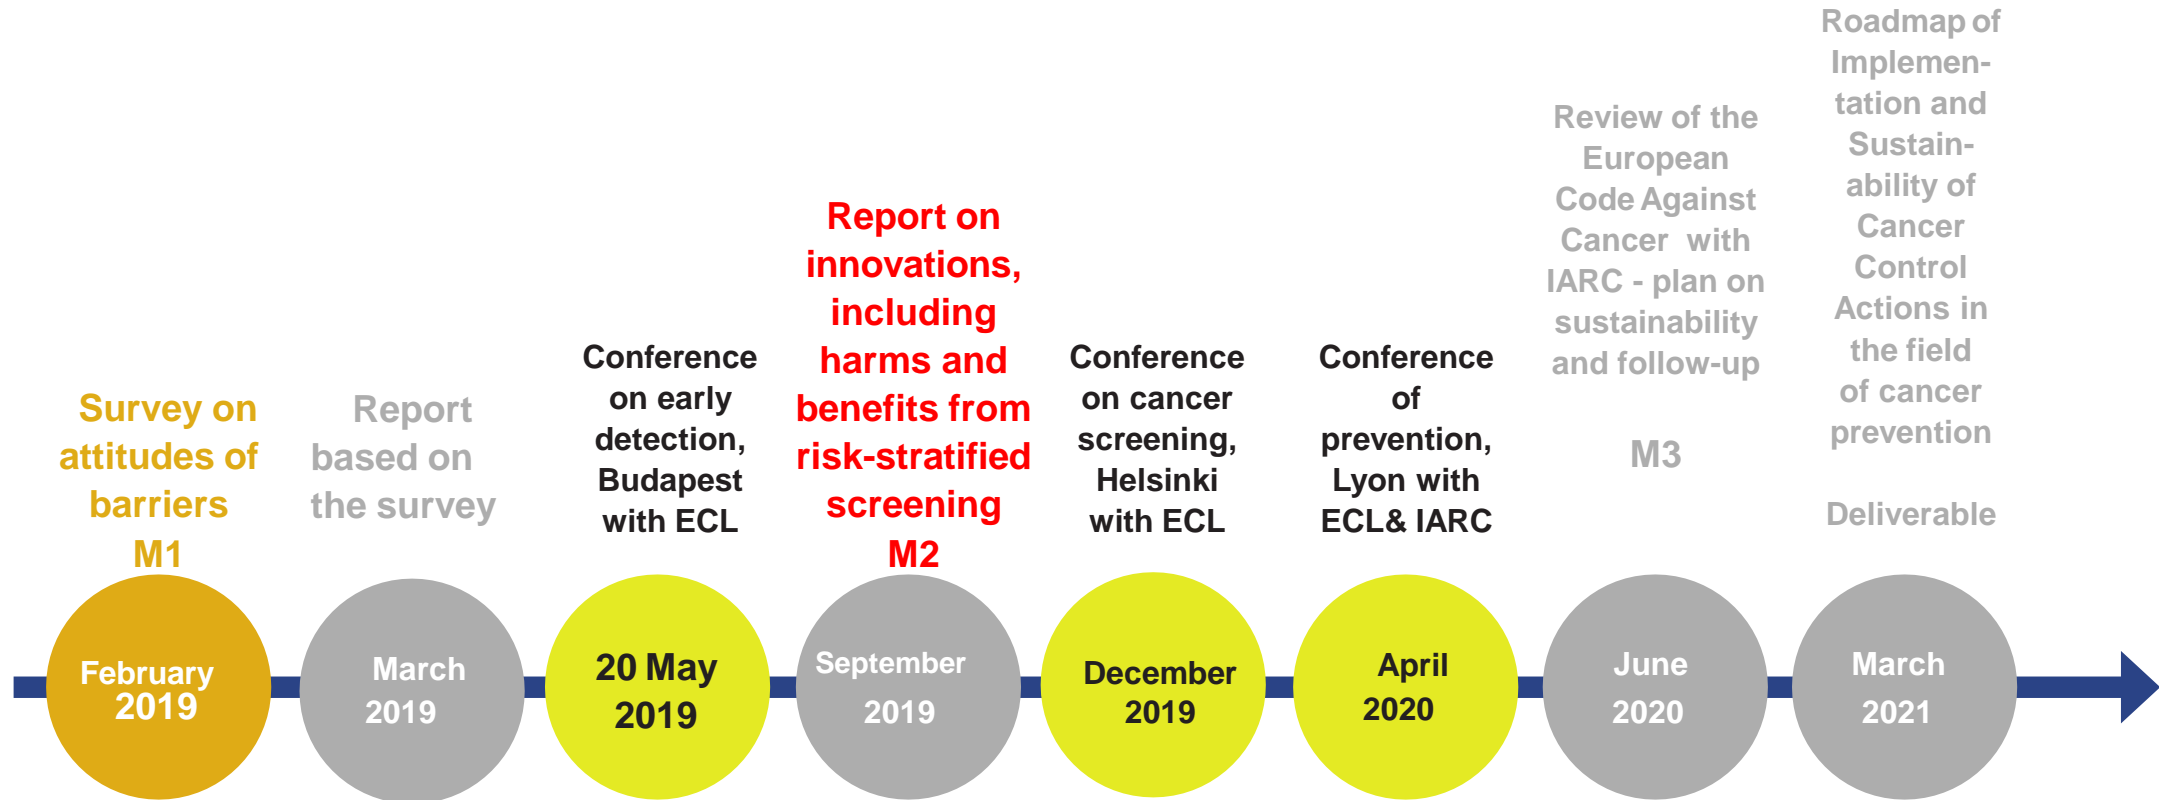 Survey on
attitudes of
barriers
M1
February
2019
Report
based on
the survey
March
2019
Conference
on early
detection,
Budapest
with ECL
20 May
2019
Report on
innovations,
including
harms and
benefits from
risk-stratified
screening
M2
September
2019
Conference
on cancer
screening,
Helsinki
with ECL
December
2019
Conference
of
prevention,
Lyon with
ECL& IARC
April
2020
Review of the
European
Code Against
Cancer with
IARC - plan on
sustainability
and follow-up
M3
June
2020
Roadmap of
Implemen-
tation and
Sustain-
ability of
Cancer
Control
Actions in
the field
of cancer
prevention
Deliverable
March
2021